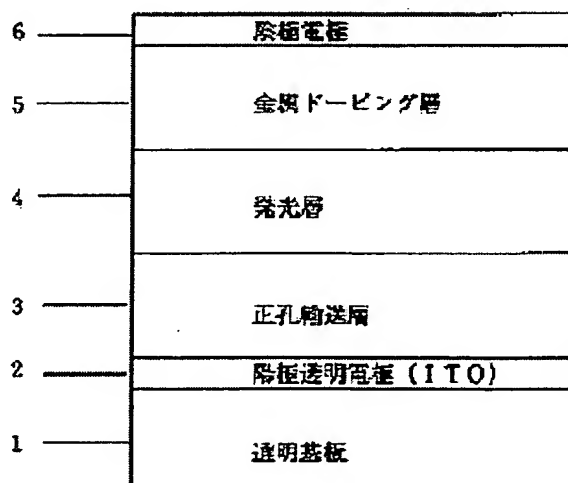 6 陰極電極
5 金属ドーピング層
4 発光層
3 正孔輸送層
2 陽極透明電極(ITO)
1 透明基板